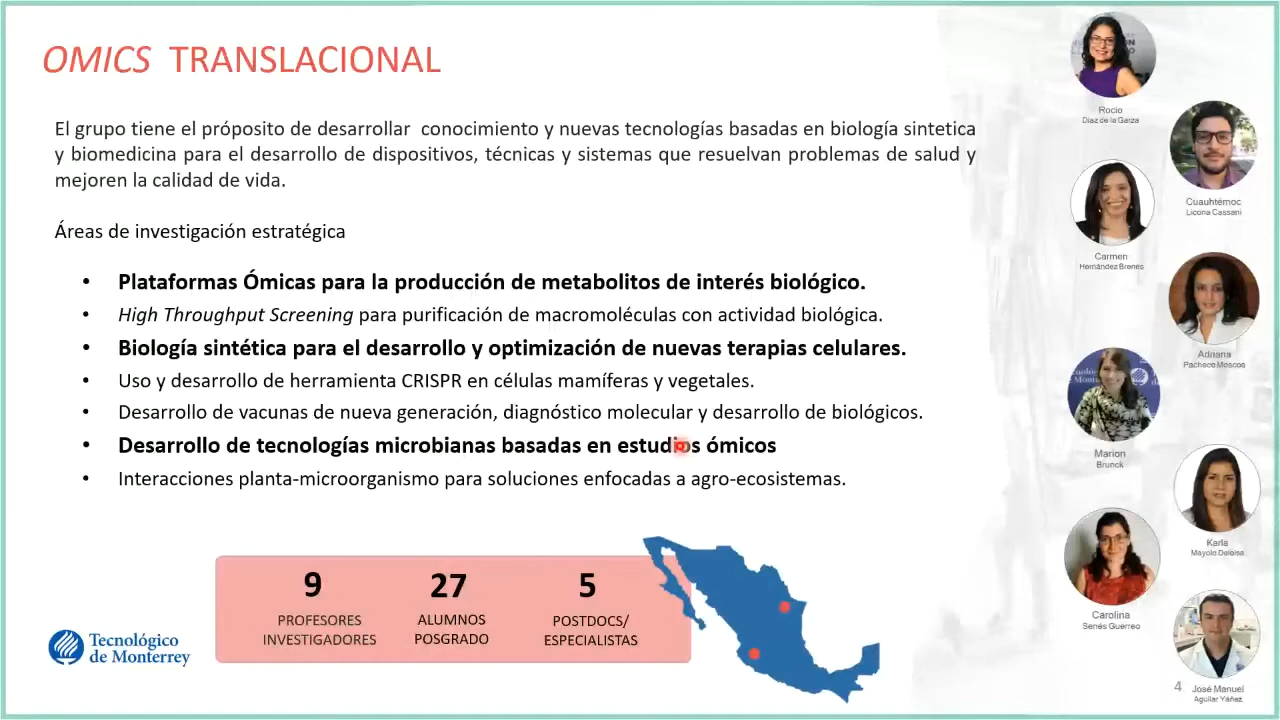 OMICS TRANSLACIONAL
El grupo tiene el próposito de desarrollar conocimiento y nuevas tecnologías basadas en biología sintetica
y biomedicina para el desarrollo de dispositivos, técnicas y sistemas que resuelvan problemas de salud y
mejoren la calidad de vida.
Áreas de investigación estratégica
• Plataformas Ómicas para la producción de metabolitos de interés biológico.
• High Throughput Screening para purificación de macromoléculas con actividad biológica.
• Biología sintética para el desarrollo y optimización de nuevas terapias celulares.
• Uso y desarrollo de herramienta CRISPR en células mamíferas y vegetales.
• Desarrollo de vacunas de nueva generación, diagnóstico molecular y desarrollo de biológicos.
• Desarrollo de tecnologías microbianas basadas en estudios ómicos
• Interacciones planta-microorganismo para soluciones enfocadas a agro-ecosistemas.
9
PROFESORES
INVESTIGADORES
27
ALUMNOS
POSGRADO
5
POSTDOCS/
ESPECIALISTAS
Tecnológico
de Monterrey
Rocio
Díaz de la Garza
Cuauhtémoc
Licona Cassani
Carmen
Hernández Brenes
Adriana
Pacheco Moscoa
Marion
Brunck
Karla
Mayolo Deloisa
Carolina
Senés Guerreo
José Manuel
Aguilar Yáñez
4